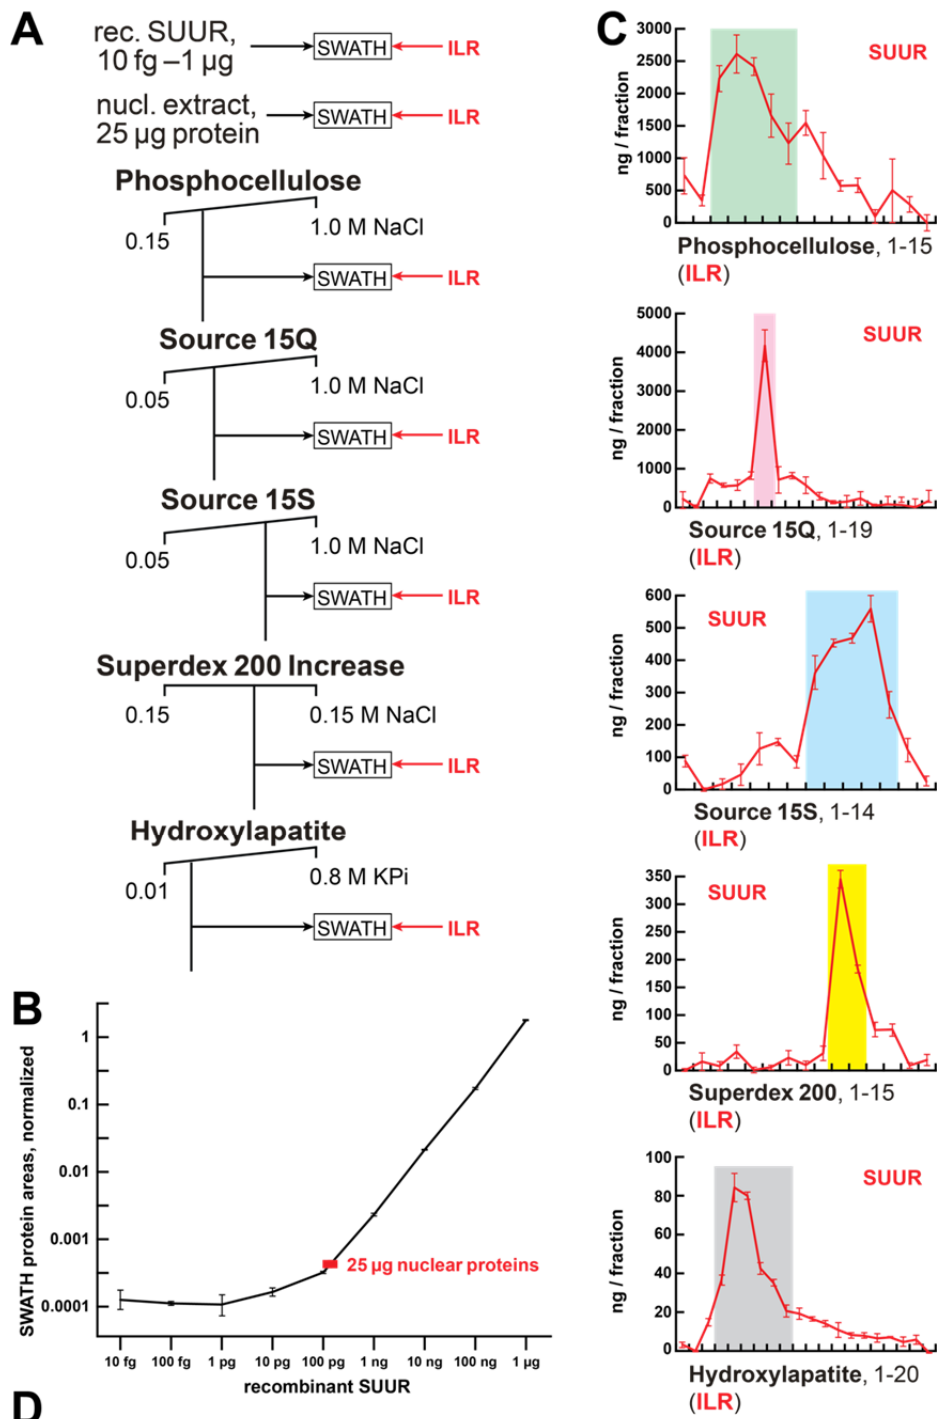 A
rec. SUUR,
10 fg –1 µg
SWATH
ILR
nucl. extract,
25 µg protein
SWATH
ILR
Phosphocellulose
0.15
1.0 M NaCl
SWATH
ILR
Source 15Q
0.05
1.0 M NaCl
SWATH
ILR
Source 15S
0.05
1.0 M NaCl
SWATH
ILR
Superdex 200 Increase
0.15
0.15 M NaCl
SWATH
ILR
Hydroxylapatite
0.01
0.8 M KPi
SWATH
ILR
B
SWATH protein areas, normalized
1
0.1
0.01
0.001
0.0001
25 µg nuclear proteins
10 fg 100 fg 1 pg 10 pg 100 pg 1 ng 10 ng 100 ng 1 µg
recombinant SUUR
C
ng / fraction
3000
2500
2000
1500
1000
500
0
SUUR
Phosphocellulose, 1-15
(ILR)
ng / fraction
5000
4000
3000
2000
1000
0
SUUR
Source 15Q, 1-19
(ILR)
ng / fraction
600
500
400
300
200
100
0
SUUR
Source 15S, 1-14
(ILR)
ng / fraction
350
300
250
200
150
100
50
0
SUUR
Superdex 200, 1-15
(ILR)
ng / fraction
100
80
60
40
20
0
SUUR
Hydroxylapatite, 1-20
(ILR)
D